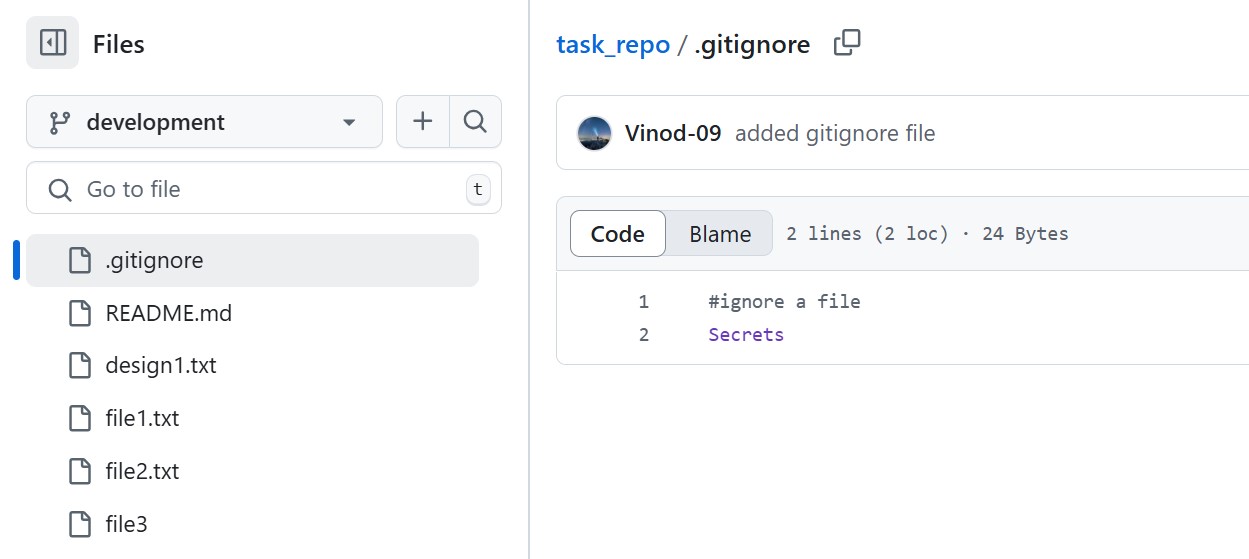 Files
development
Go to file
t
.gitignore
README.md
design1.txt
file1.txt
file2.txt
file3
task_repo / .gitignore
Vinod-09 added gitignore file
Code Blame 2 lines (2 loc) · 24 Bytes
1 #ignore a file
2 Secrets